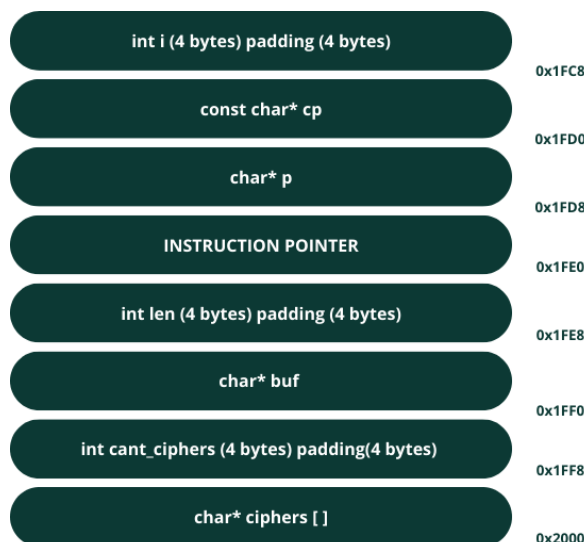 int i (4 bytes) padding (4 bytes)
0x1FC8
const char* cp
0x1FD0
char* p
0x1FD8
INSTRUCTION POINTER
0x1FE0
int len (4 bytes) padding (4 bytes)
0x1FE8
char* buf
0x1FF0
int cant_ciphers (4 bytes) padding(4 bytes)
0x1FF8
char* ciphers [ ]
0x2000